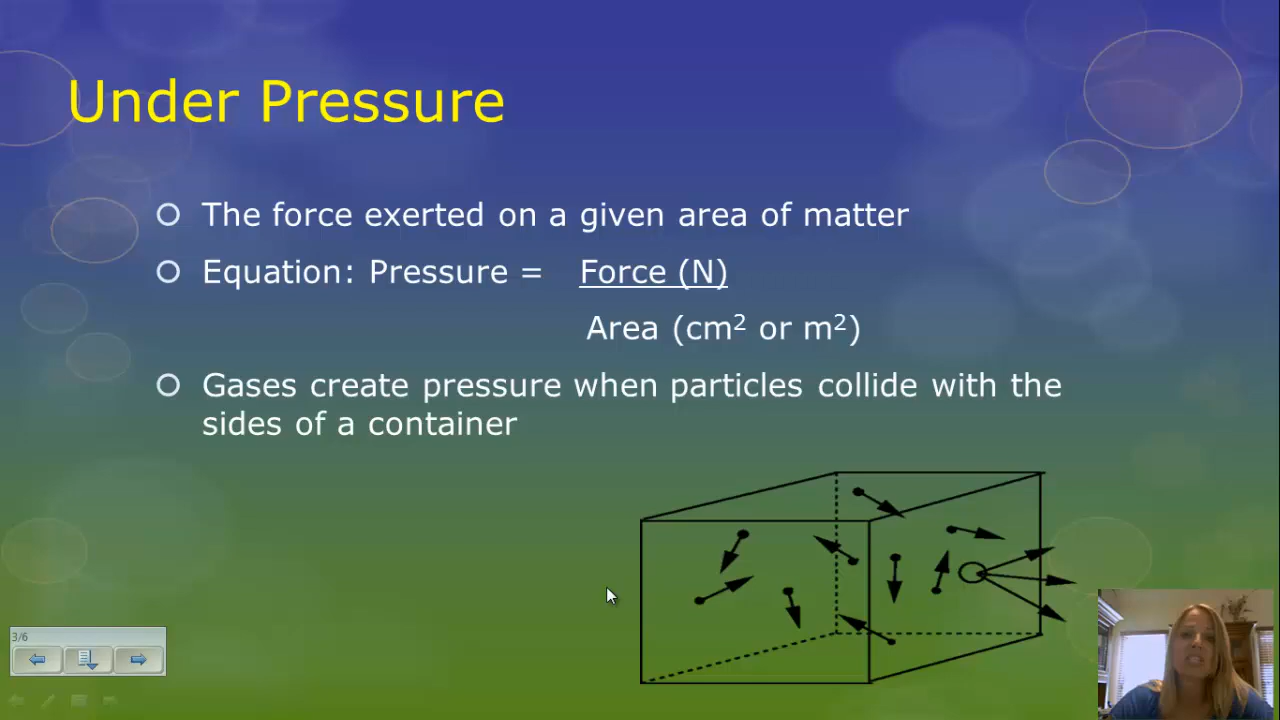 Under Pressure
The force exerted on a given area of matter
Equation: Pressure = Force (N)
Area (cm² or m²)
Gases create pressure when particles collide with the
sides of a container
3/6